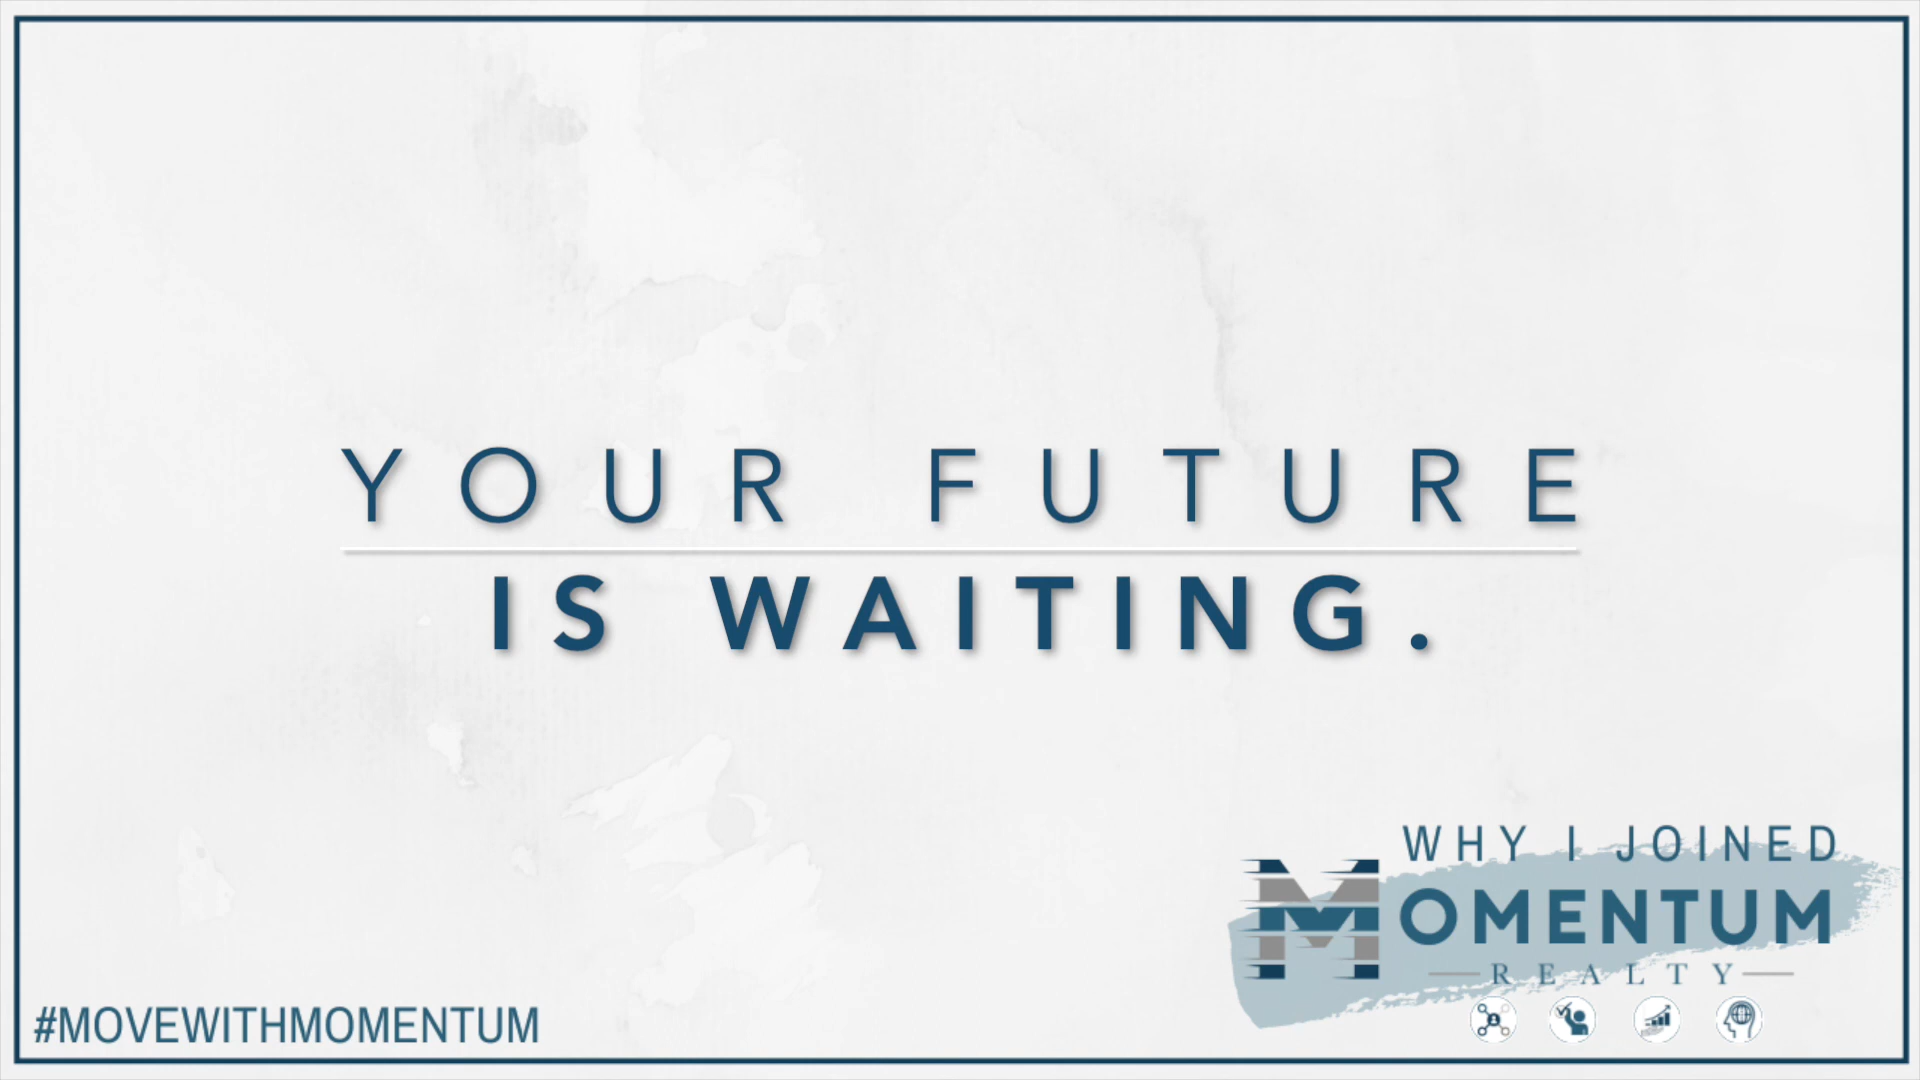 YOUR FUTURE
IS WAITING.
WHY I JOINED
MOMENTUM
REALTY
#MOVEWITHMOMENTUM